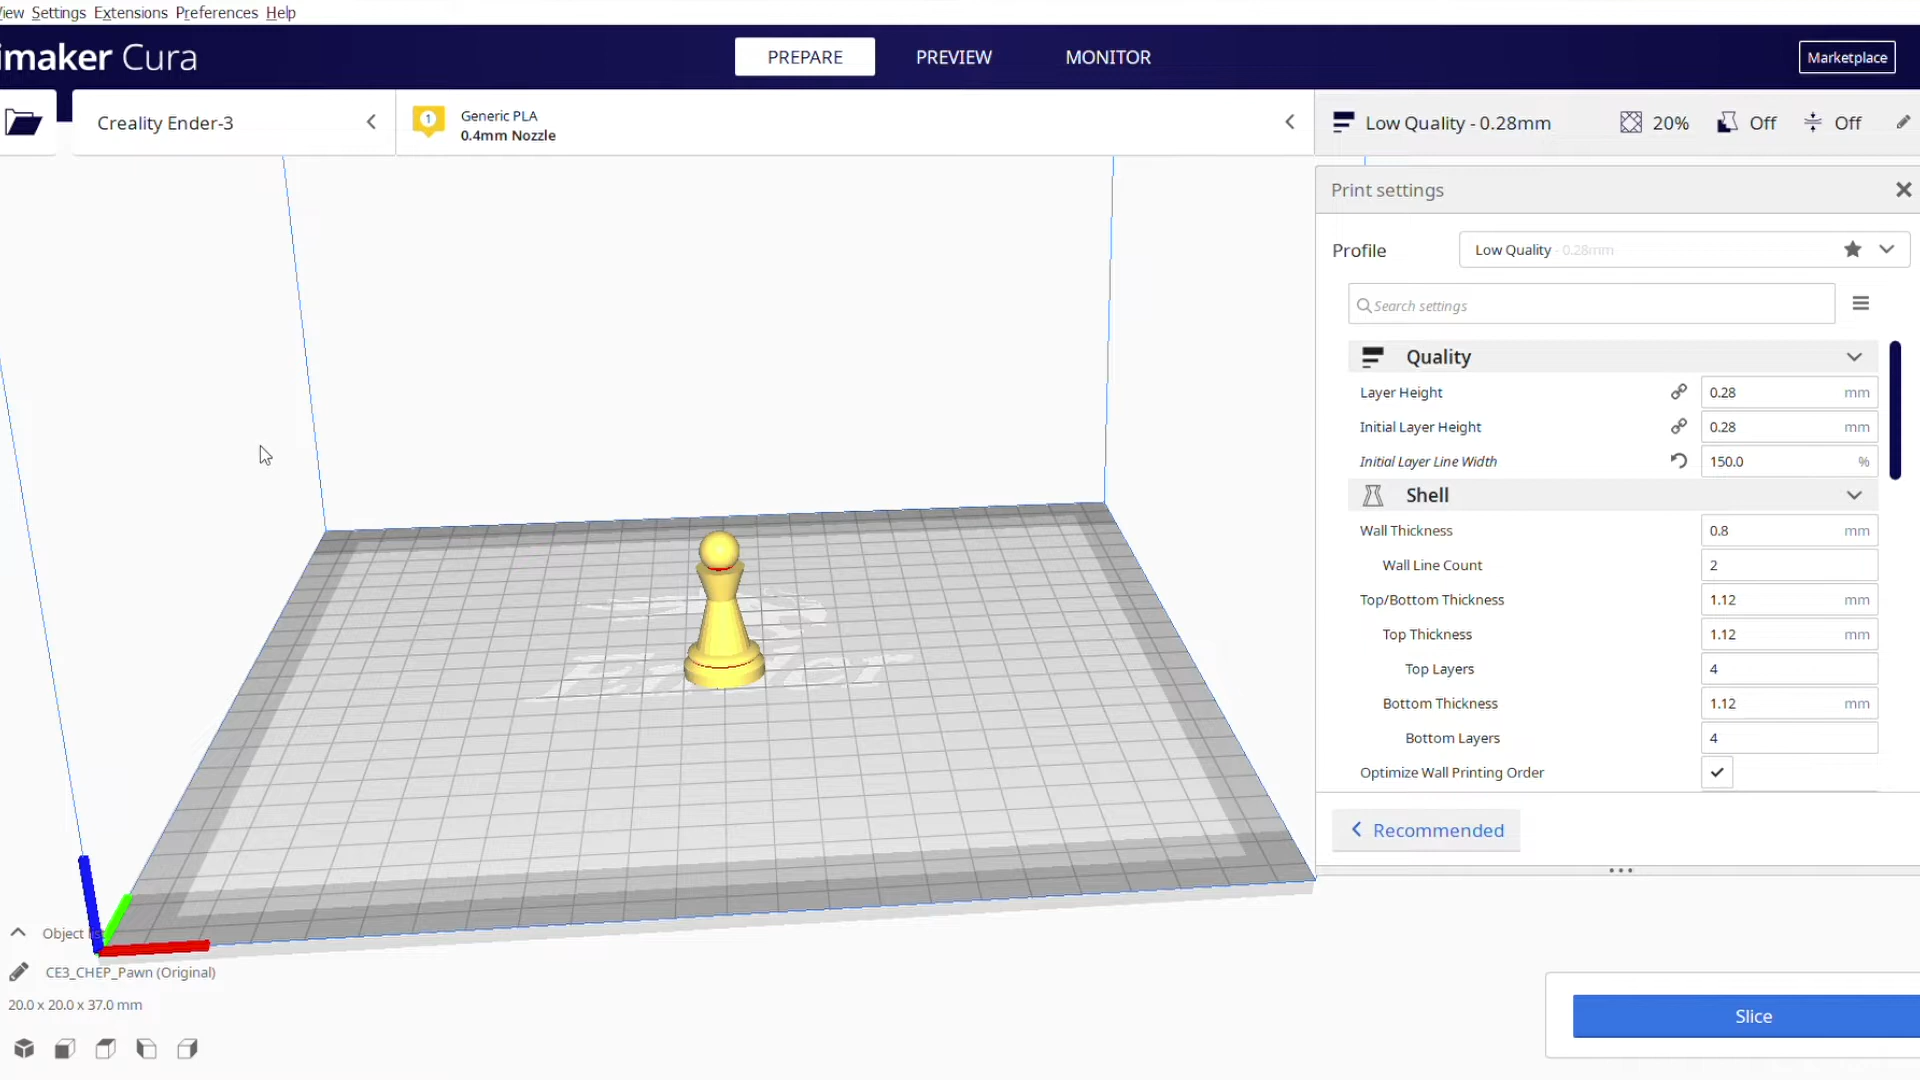 View Settings Extensions Preferences Help
imaker Cura
PREPARE
PREVIEW
MONITOR
Marketplace
Creality Ender-3
1
Generic PLA
0.4mm Nozzle
Low Quality - 0.28mm
20%
Off
Off
Print settings
Profile
Low Quality - 0.28mm
Search settings
Quality
Layer Height 0.28 mm
Initial Layer Height 0.28 mm
Initial Layer Line Width 150.0 %
Shell
Wall Thickness 0.8 mm
Wall Line Count 2
Top/Bottom Thickness 1.12 mm
Top Thickness 1.12 mm
Top Layers 4
Bottom Thickness 1.12 mm
Bottom Layers 4
Optimize Wall Printing Order
Recommended
Ender
Object list
CE3_CHEP_Pawn (Original)
20.0 x 20.0 x 37.0 mm
Slice